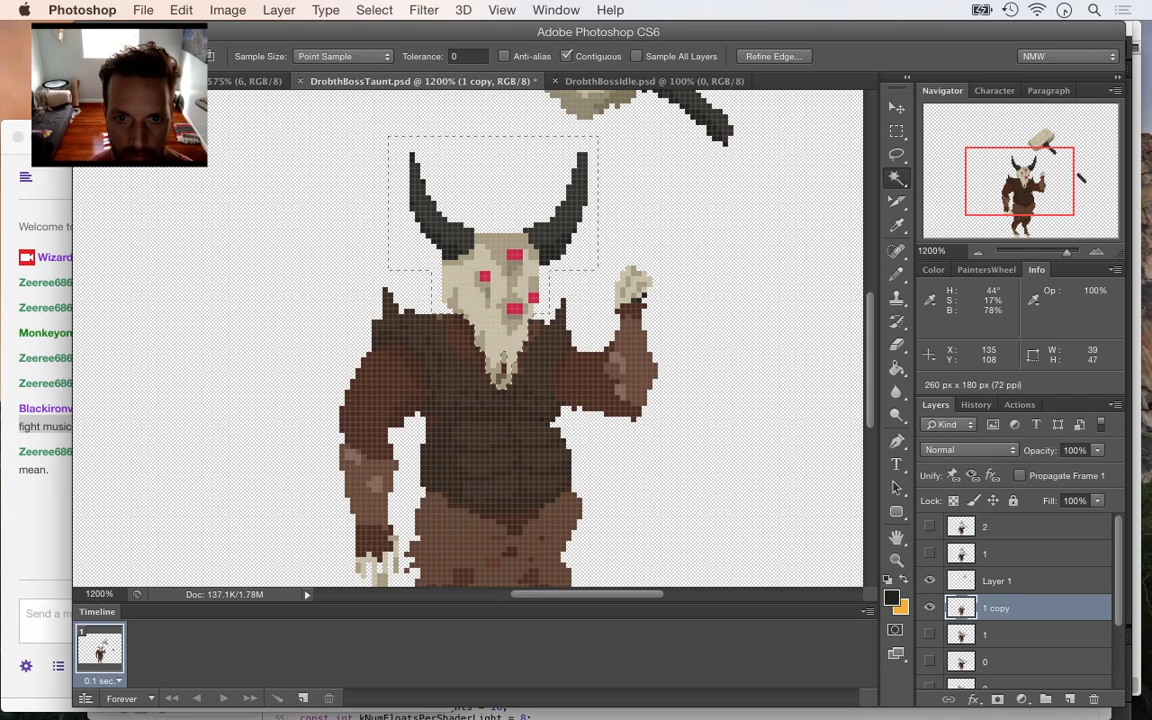 Photoshop File Edit Image Layer Type Select Filter 3D View Window Help
Adobe Photoshop CS6
Sample Size: Point Sample Tolerance: 0 Anti-alias Contiguous Sample All Layers Refine Edge... NMW
575% (6, RGB/8) × DrobthBossTaunt.psd @ 1200% (1 copy, RGB/8) * × DrobthBossIdle.psd @ 100% (0, RGB/8)
Navigator Character Paragraph
1200%
Color PaintersWheel Info
H: 44° Op: 100%
S: 17%
B: 78%
X: 135 W: 39
Y: 108 H: 47
260 px x 180 px (72 ppi)
Layers History Actions
Kind
Normal Opacity: 100%
Unify: Propagate Frame 1
Lock: Fill: 100%
2
1
Layer 1
1 copy
1
0
Welcome to
Wizard
Zeeree686
Zeeree686
Monkeyon
Zeeree686
Zeeree686
Blackironv
fight music
Zeeree686
mean.
Send a m
1200% Doc: 137.1K/1.78M
Timeline
1
0.1 sec.
Forever
const int kNumFloatsPerShaderLight = 8;